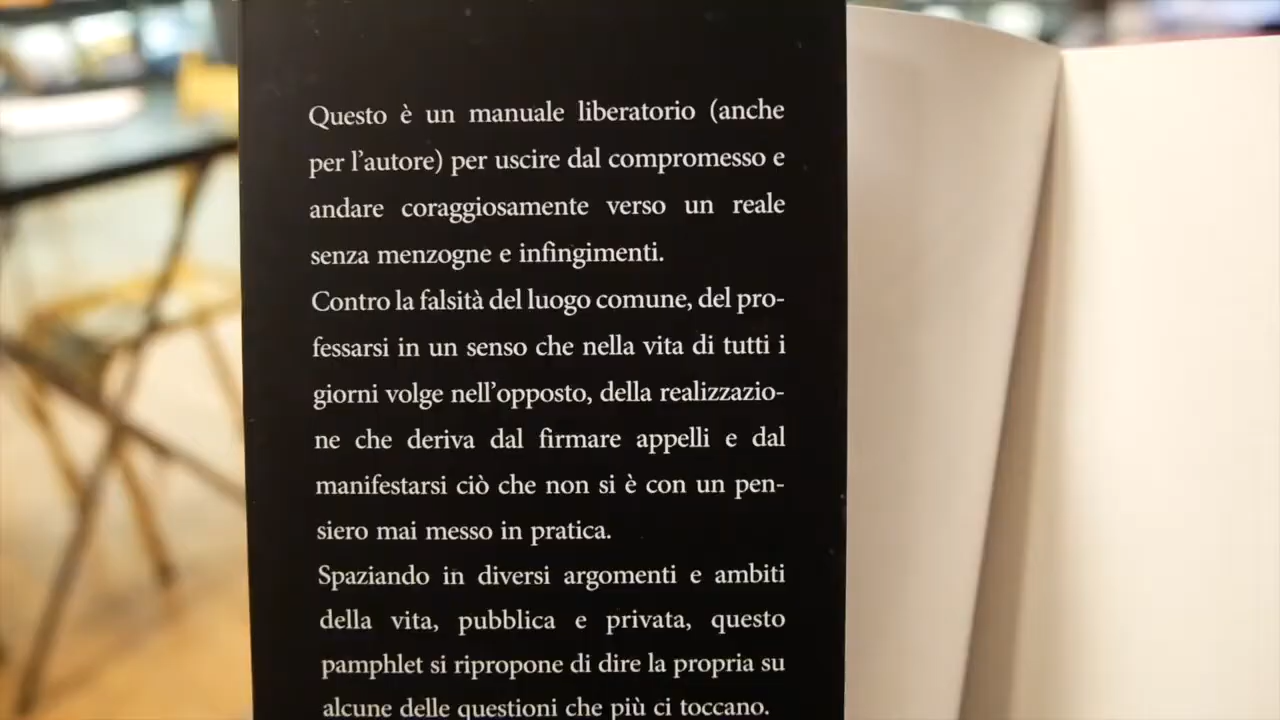 Questo è un manuale liberatorio (anche
per l'autore) per uscire dal compromesso e
andare coraggiosamente verso un reale
senza menzogne e infingimenti.
Contro la falsità del luogo comune, del pro-
fessarsi in un senso che nella vita di tutti i
giorni volge nell'opposto, della realizzazio-
ne che deriva dal firmare appelli e dal
manifestarsi ciò che non si è con un pen-
siero mai messo in pratica.
Spaziando in diversi argomenti e ambiti
della vita, pubblica e privata, questo
pamphlet si ripropone di dire la propria su
alcune delle questioni che più ci toccano.